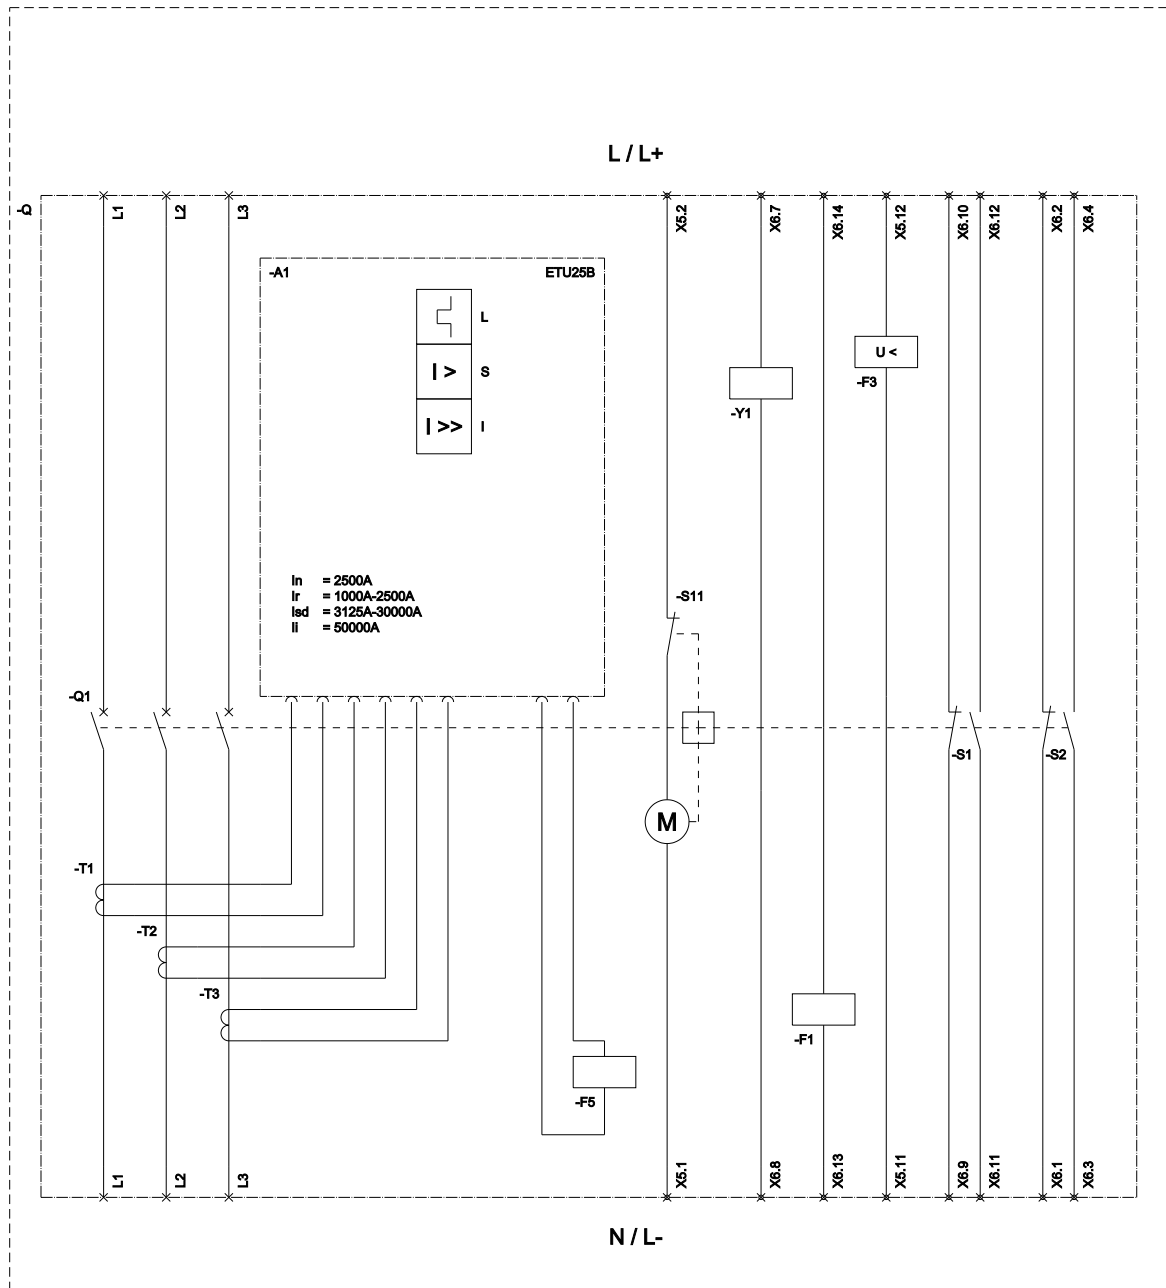 L / L+
-Q
L1
L2
L3
X5.2
X6.7
X6.14
X5.12
X6.10
X6.12
X6.2
X6.4
-A1
ETU25B
L
I >
S
I >>
I
U <
-F3
-Y1
In = 2500A
Ir = 1000A-2500A
Isd = 3125A-30000A
Ii = 50000A
-S11
-Q1
-S1
-S2
M
-T1
-T2
-T3
-F1
-F5
L1
L2
L3
X5.1
X6.8
X6.13
X5.11
X6.9
X6.11
X6.1
X6.3
N / L-